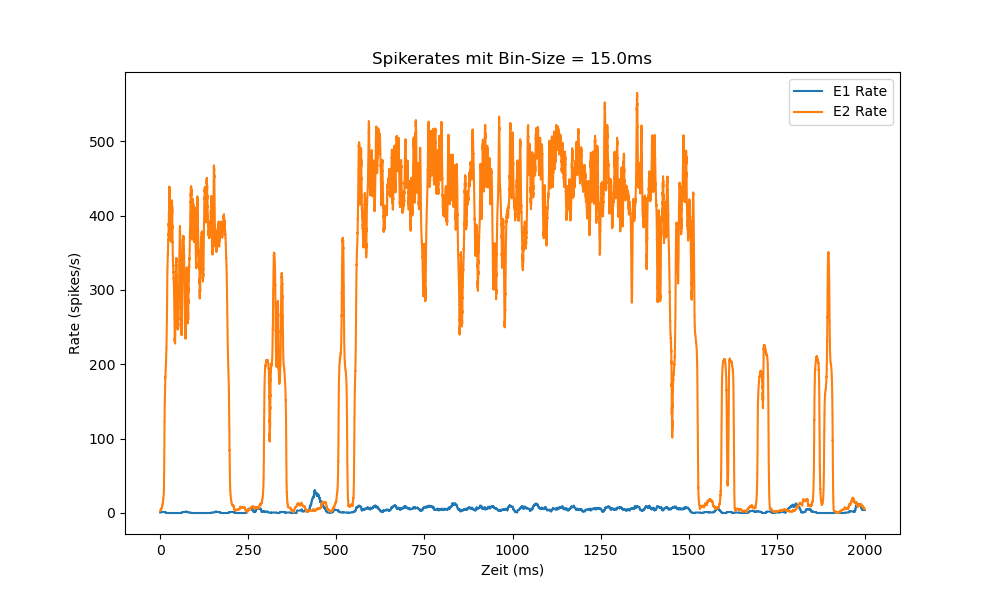 Spikerates mit Bin-Size = 15.0ms
E1 Rate
E2 Rate
Rate (spikes/s)
500
400
300
200
100
0
0 250 500 750 1000 1250 1500 1750 2000
Zeit (ms)